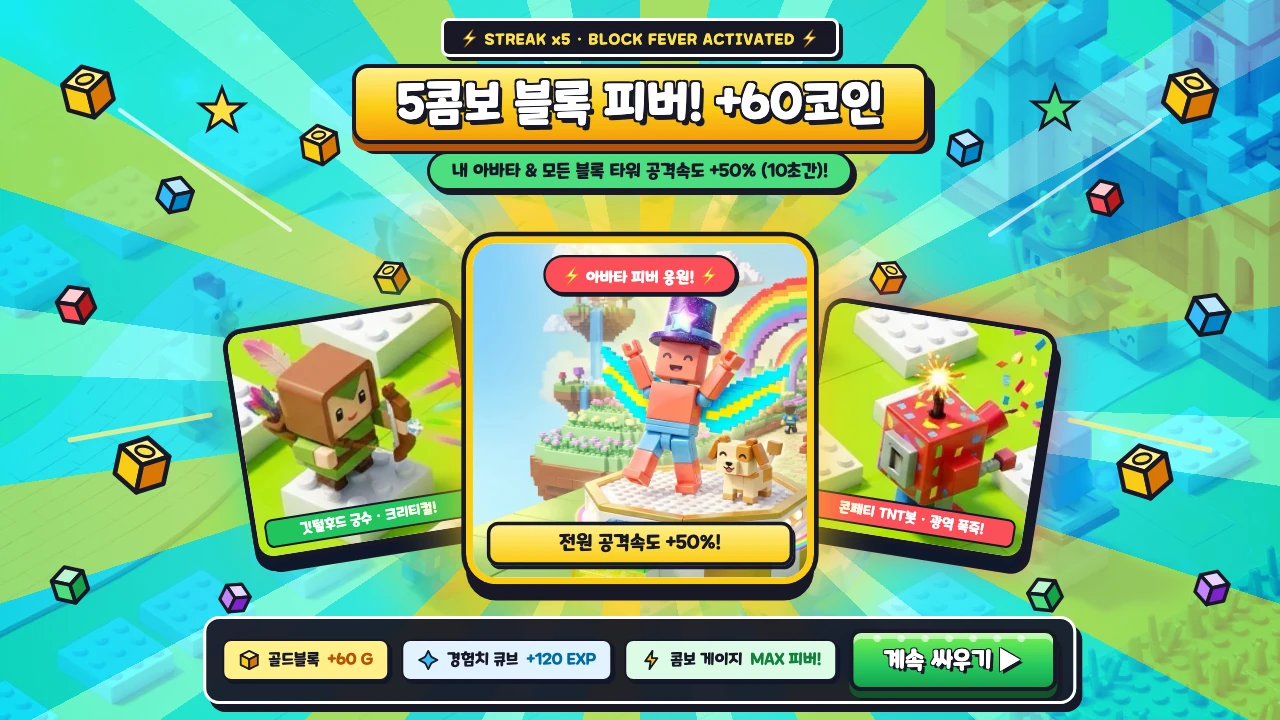 ⚡ STREAK x5 · BLOCK FEVER ACTIVATED ⚡
5콤보 블록 피버! +60코인
내 아바타 & 모든 블록 타워 공격속도 +50% (10초간)!
⚡ 아바타 피버 응원! ⚡
깃털후드 궁수 · 크리티컬!
전원 공격속도 +50%!
콘페티 TNT봇 · 광역 폭죽!
골드블록 +60 G
경험치 큐브 +120 EXP
콤보 게이지 MAX 피버!
계속 싸우기 ▶